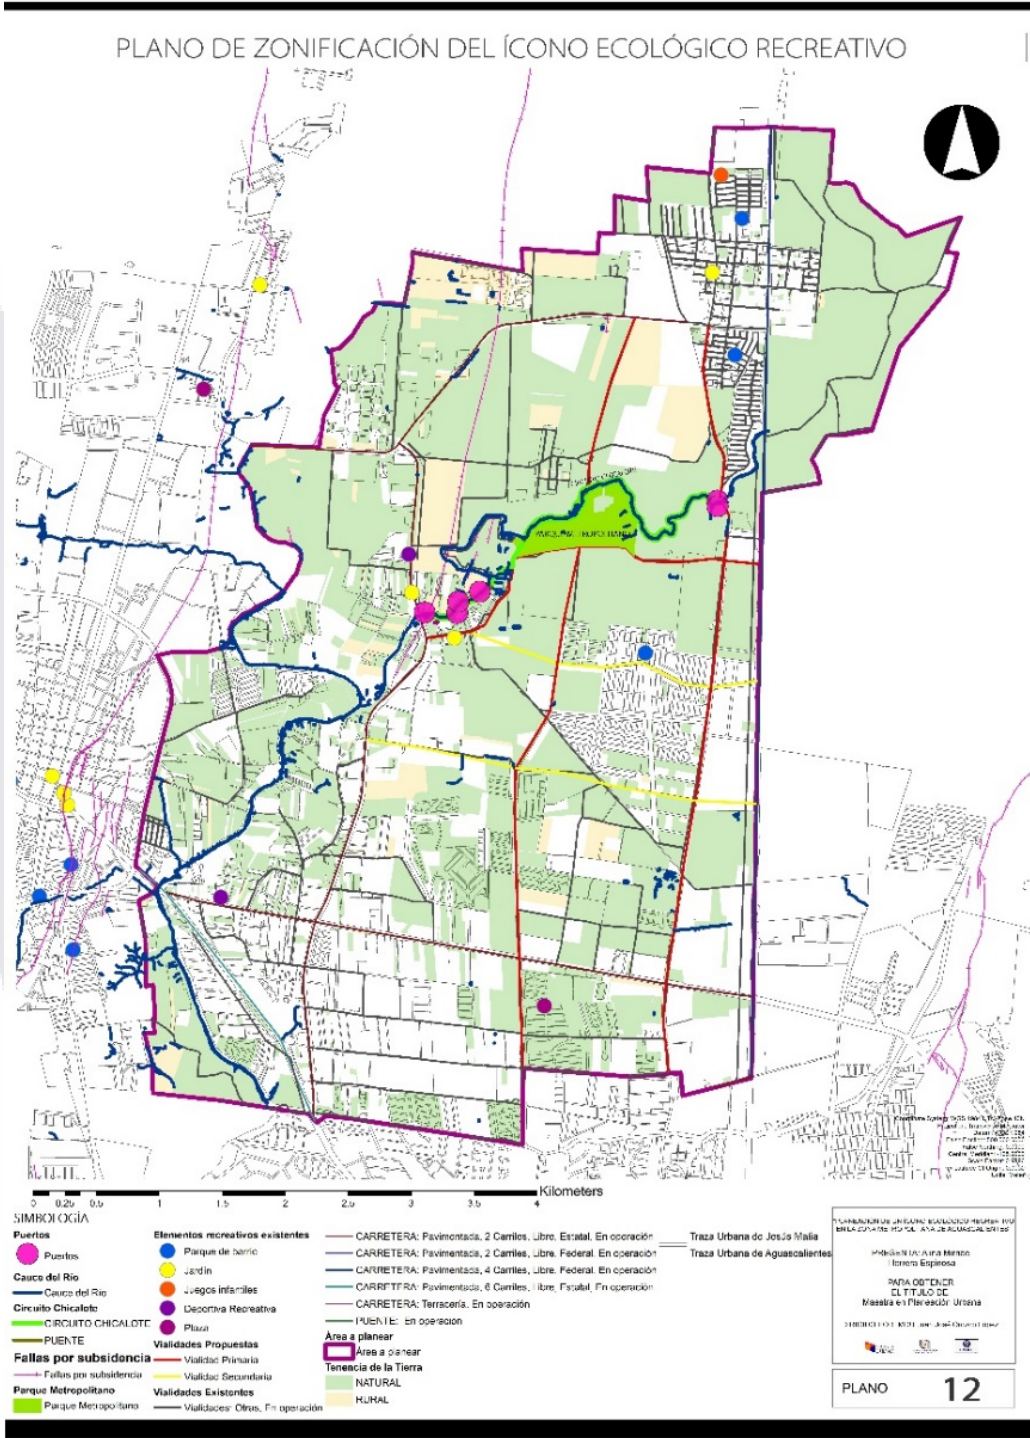 PLANO DE ZONIFICACIÓN DEL ÍCONO ECOLÓGICO RECREATIVO
0 0.25 0.5 1 1.5 2 2.5 3 3.5 4
Kilometers
SIMBOLOGÍA
Puertos
Puertos
Cauce del Río
Cauce del Río
Circuito Chicalote
CIRCUITO CHICALOTE
PUENTE
Fallas por subsidencia
Fallas por subsidencia
Parque Metropolitano
Parque Metropolitano
Elementos recreativos existentes
Parque de barrio
Jardín
Juegos infantiles
Deportiva Recreativa
Plaza
Vialidades Propuestas
Vialidad Primaria
Vialidad Secundaria
Vialidades Existentes
Vialidades: Otras, En operación
CARRETERA: Pavimentada, 2 Carriles, Libre, Estatal, En operación
CARRETERA: Pavimentada, 2 Carriles, Libre, Federal, En operación
CARRETERA: Pavimentada, 4 Carriles, Libre, Federal, En operación
CARRETERA: Pavimentada, 6 Carriles, Libre, Estatal, En operación
CARRETERA: Terracería, En operación
PUENTE: En operación
Área a planear
Área a planear
Tenencia de la Tierra
NATURAL
RURAL
Traza Urbana de Jesús María
Traza Urbana de Aguascalientes
PARA OBTENER
EL TITULO DE
Maestra en Planeación Urbana
PLANO 12